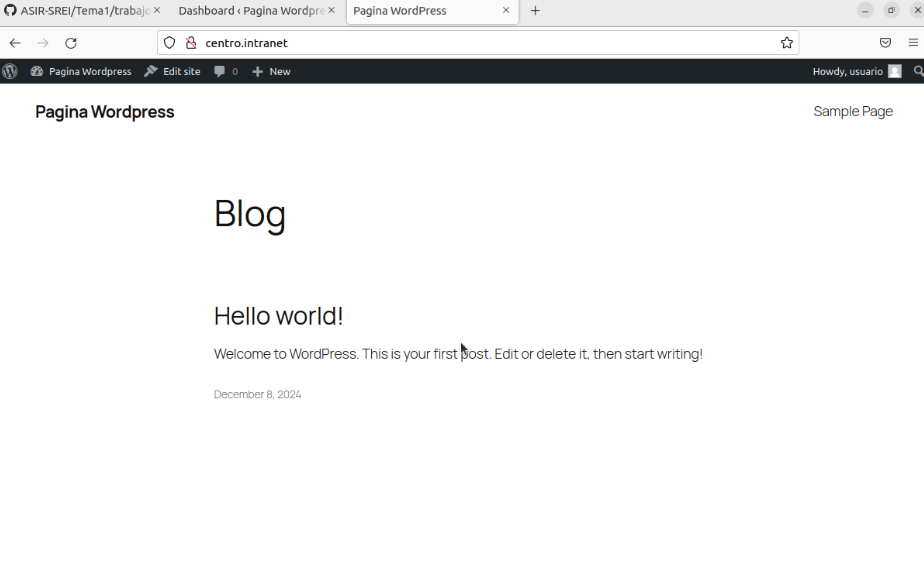 ASIR-SREI/Tema1/trabajo
Dashboard ‹ Pagina Wordpre
Pagina WordPress
centro.intranet
Pagina Wordpress
Edit site
0
New
Howdy, usuario
Pagina Wordpress
Sample Page
Blog
Hello world!
Welcome to WordPress. This is your first post. Edit or delete it, then start writing!
December 8, 2024